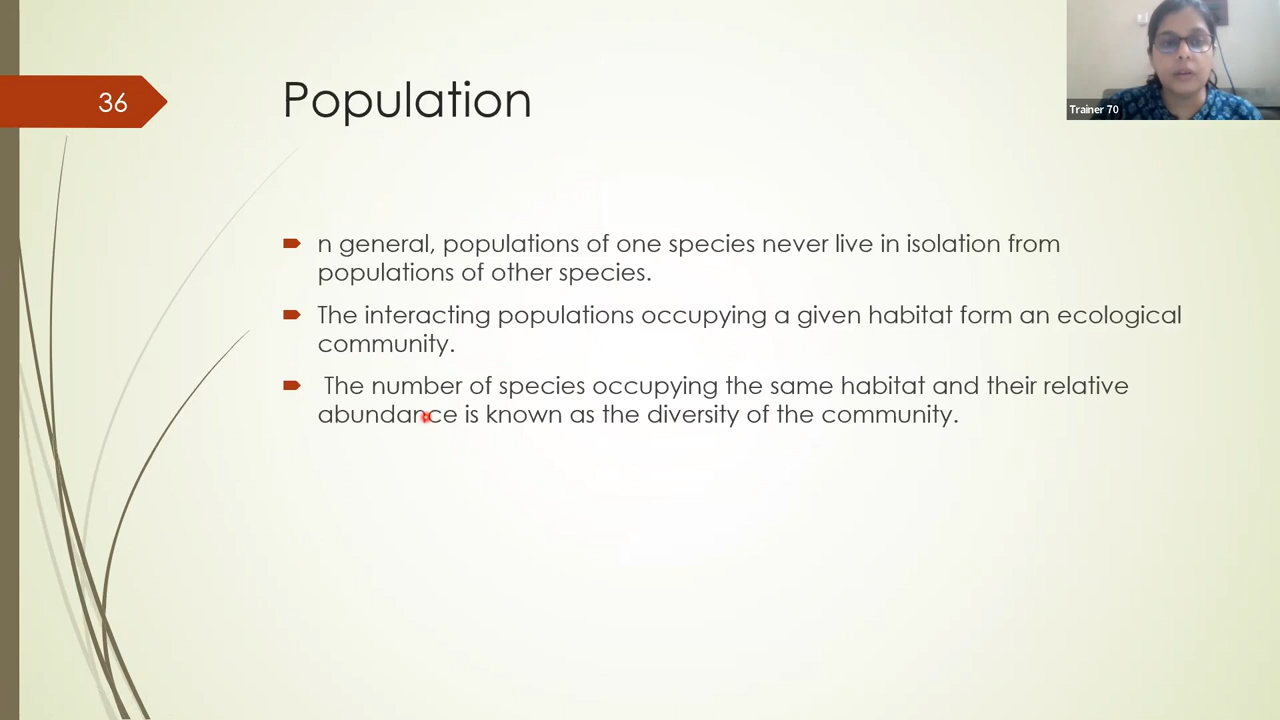 36
Population
Trainer 70
n general, populations of one species never live in isolation from
populations of other species.
The interacting populations occupying a given habitat form an ecological
community.
The number of species occupying the same habitat and their relative
abundance is known as the diversity of the community.